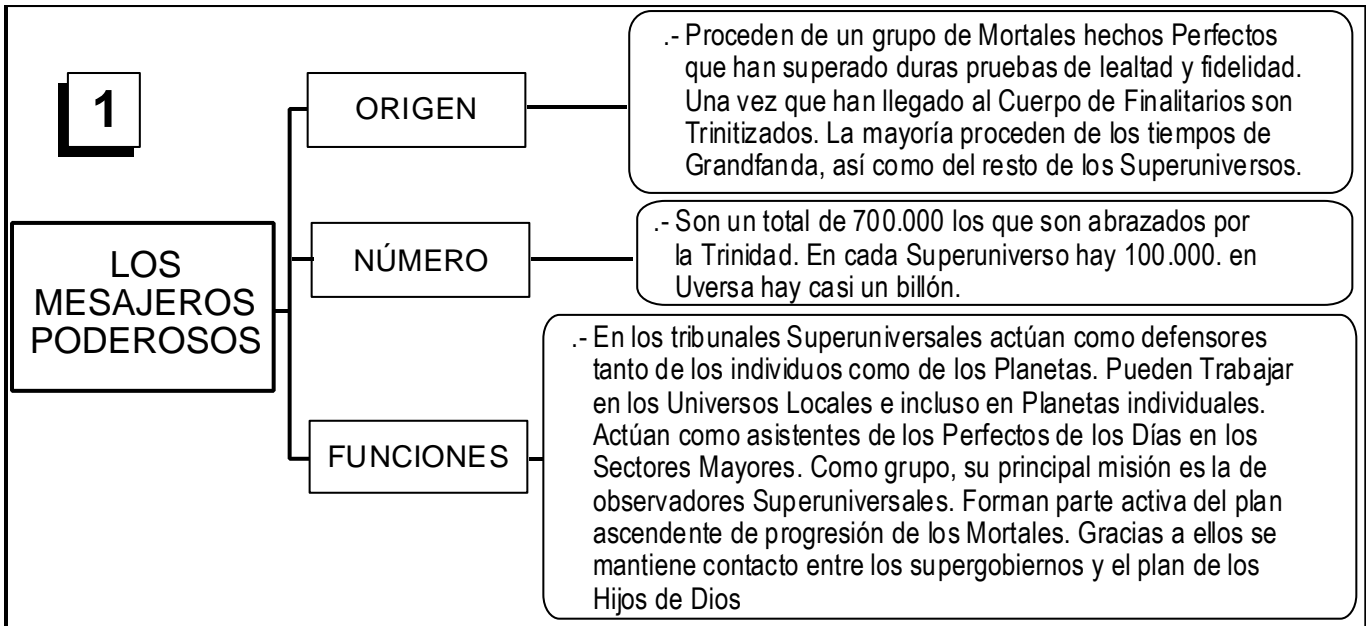 1
LOS
MESAJEROS
PODEROSOS
ORIGEN
.- Proceden de un grupo de Mortales hechos Perfectos
que han superado duras pruebas de lealtad y fidelidad.
Una vez que han llegado al Cuerpo de Finalitarios son
Trinitizados. La mayoría proceden de los tiempos de
Grandfanda, así como del resto de los Superuniversos.
NÚMERO
.- Son un total de 700.000 los que son abrazados por
la Trinidad. En cada Superuniverso hay 100.000. en
Uversa hay casi un billón.
FUNCIONES
.- En los tribunales Superuniversales actúan como defensores
tanto de los individuos como de los Planetas. Pueden Trabajar
en los Universos Locales e incluso en Planetas individuales.
Actúan como asistentes de los Perfectos de los Días en los
Sectores Mayores. Como grupo, su principal misión es la de
observadores Superuniversales. Forman parte activa del plan
ascendente de progresión de los Mortales. Gracias a ellos se
mantiene contacto entre los supergobiernos y el plan de los
Hijos de Dios